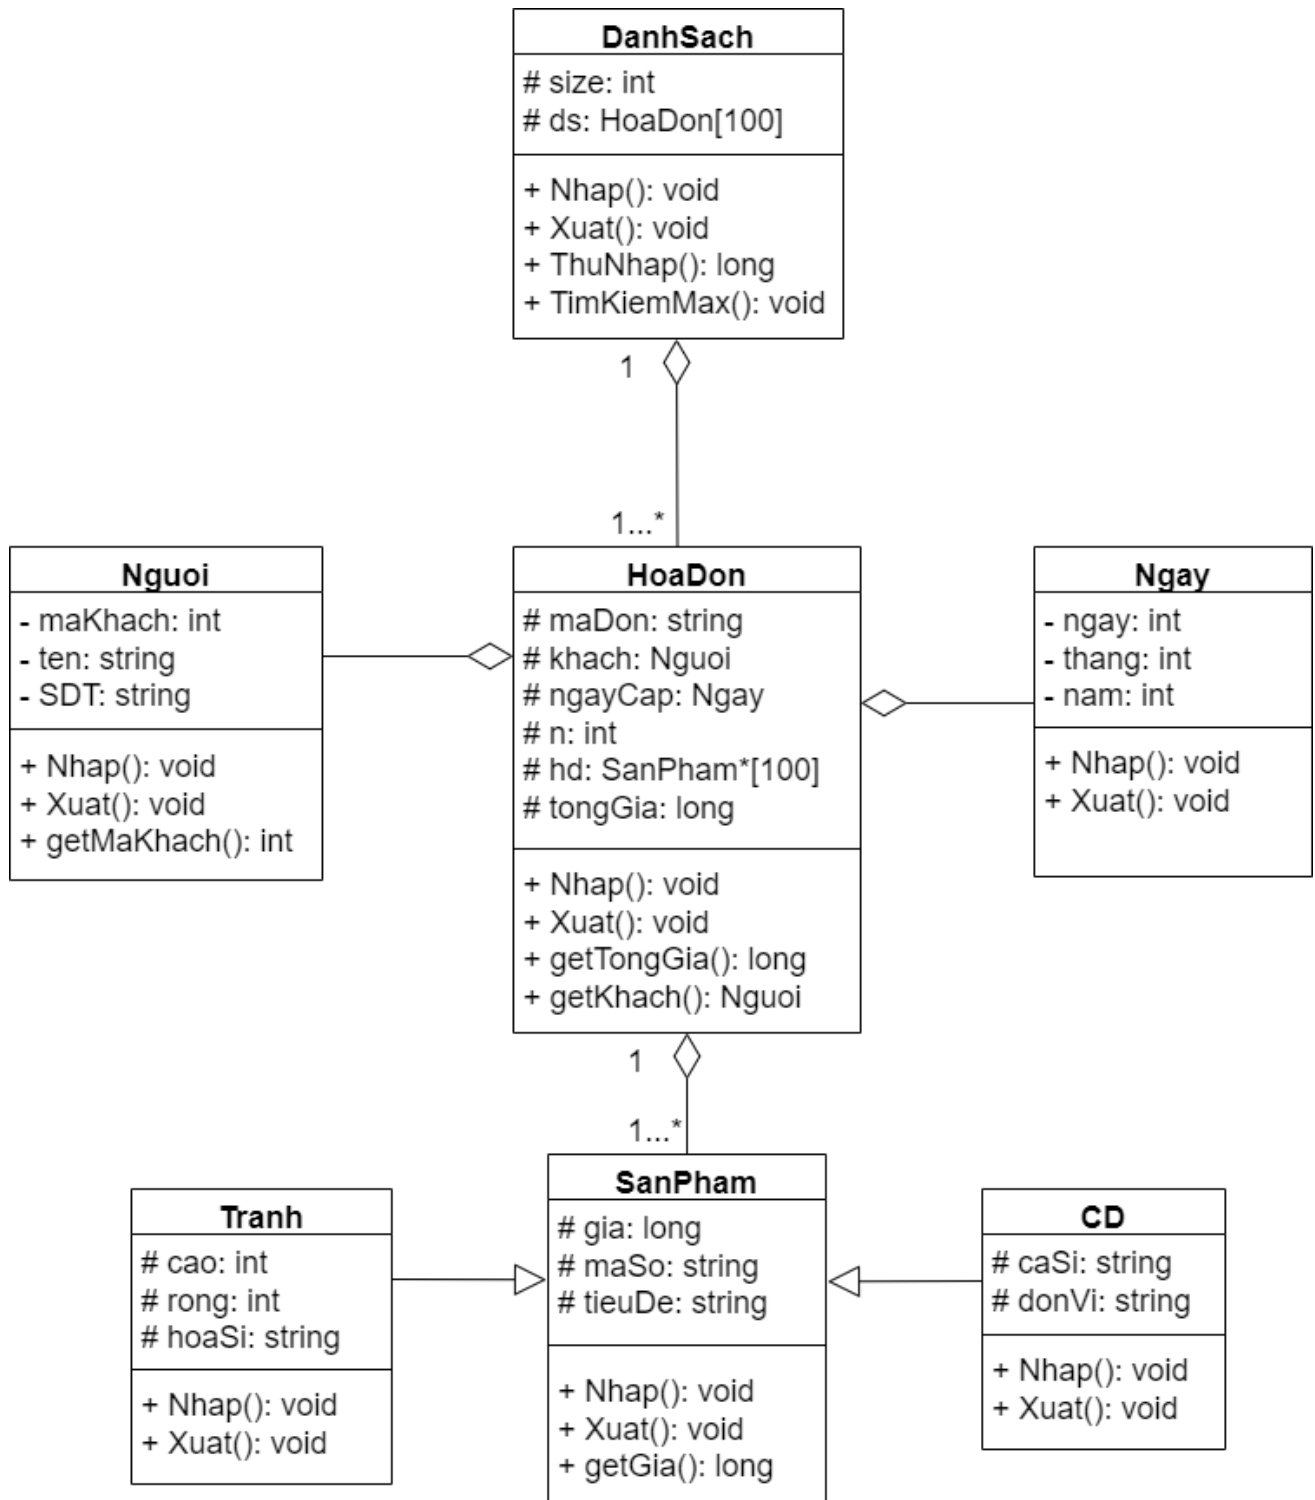 DanhSach
# size: int
# ds: HoaDon[100]
+ Nhap(): void
+ Xuat(): void
+ ThuNhap(): long
+ TimKiemMax(): void
1
1...*
Nguoi
- maKhach: int
- ten: string
- SDT: string
+ Nhap(): void
+ Xuat(): void
+ getMaKhach(): int
HoaDon
# maDon: string
# khach: Nguoi
# ngayCap: Ngay
# n: int
# hd: SanPham*[100]
# tongGia: long
+ Nhap(): void
+ Xuat(): void
+ getTongGia(): long
+ getKhach(): Nguoi
Ngay
- ngay: int
- thang: int
- nam: int
+ Nhap(): void
+ Xuat(): void
1
1...*
Tranh
# cao: int
# rong: int
# hoaSi: string
+ Nhap(): void
+ Xuat(): void
SanPham
# gia: long
# maSo: string
# tieuDe: string
+ Nhap(): void
+ Xuat(): void
+ getGia(): long
CD
# caSi: string
# donVi: string
+ Nhap(): void
+ Xuat(): void